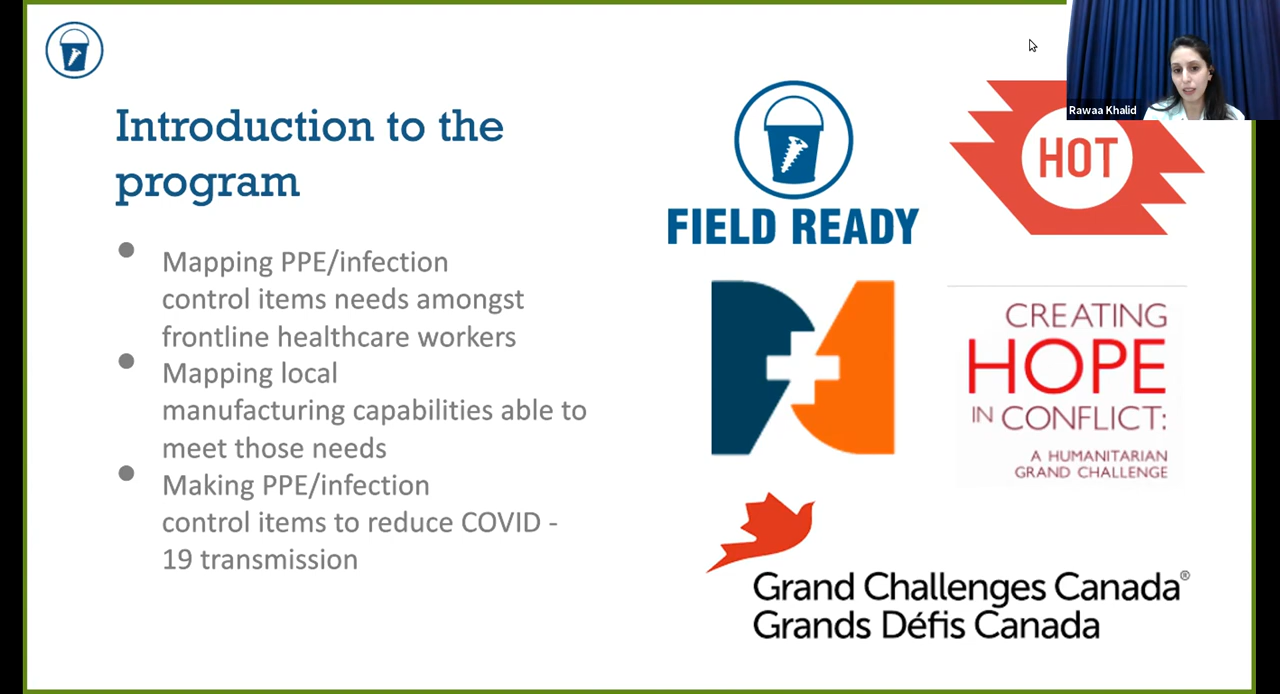 Introduction to the
program
Mapping PPE/infection
control items needs amongst
frontline healthcare workers
Mapping local
manufacturing capabilities able to
meet those needs
Making PPE/infection
control items to reduce COVID -
19 transmission
FIELD READY
HOT
Rawaa Khalid
CREATING
HOPE
IN CONFLICT:
A HUMANITARIAN
GRAND CHALLENGE
Grand Challenges Canada®
Grands Défis Canada